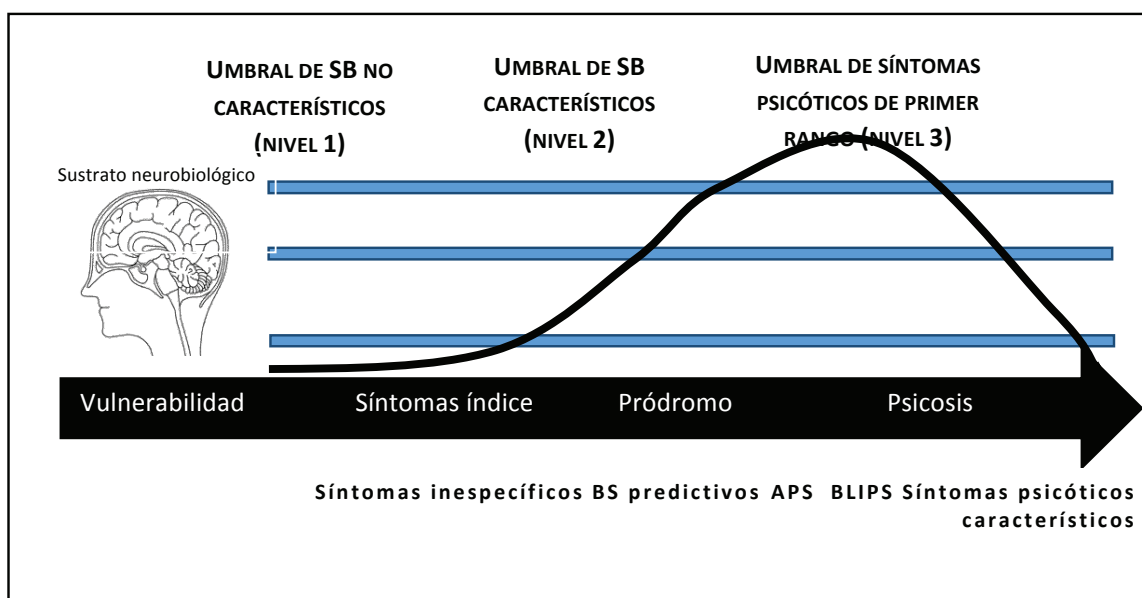 UMBRAL DE SB NO
CARACTERÍSTICOS
(NIVEL 1)
UMBRAL DE SB
CARACTERÍSTICOS
(NIVEL 2)
UMBRAL DE SÍNTOMAS
PSICÓTICOS DE PRIMER
RANGO (NIVEL 3)
Sustrato neurobiológico
Vulnerabilidad Síntomas índice Pródromo Psicosis
Síntomas inespecíficos BS predictivos APS BLIPS Síntomas psicóticos
característicos